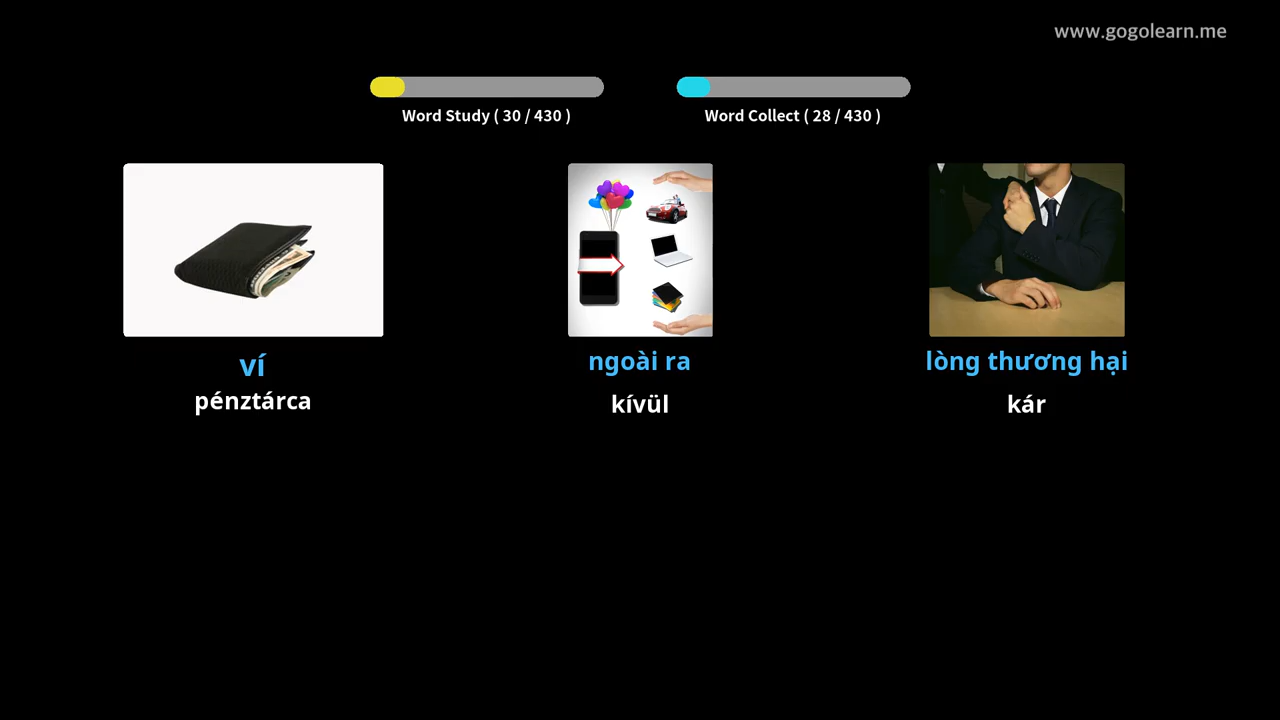 www.gogolearn.me
Word Study ( 30 / 430 )
Word Collect ( 28 / 430 )
ví
pénztárca
ngoài ra
kívül
lòng thương hại
kár